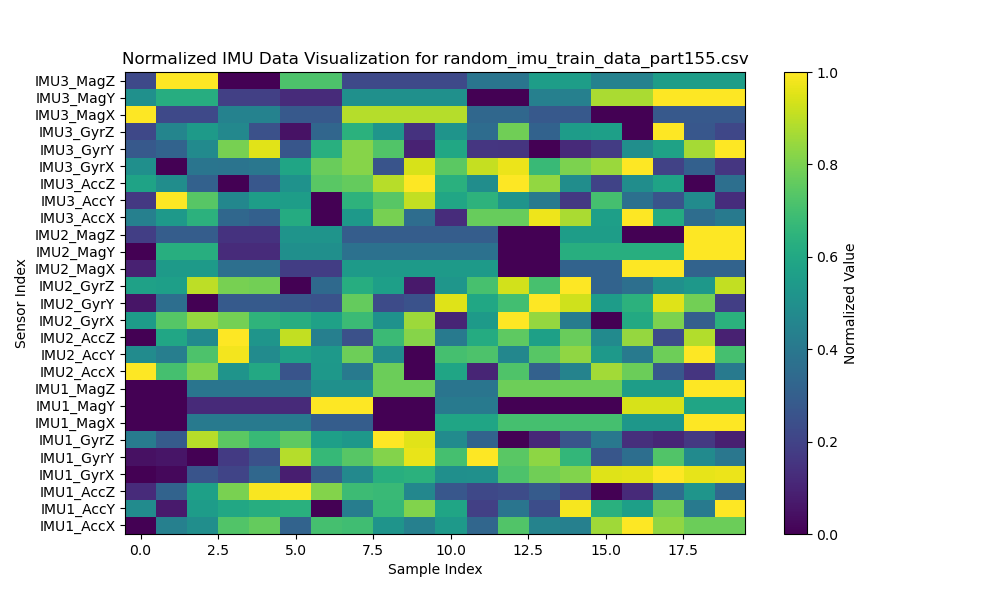 Normalized IMU Data Visualization for random_imu_train_data_part155.csv
IMU3_MagZ
IMU3_MagY
IMU3_MagX
IMU3_GyrZ
IMU3_GyrY
IMU3_GyrX
IMU3_AccZ
IMU3_AccY
IMU3_AccX
IMU2_MagZ
IMU2_MagY
IMU2_MagX
IMU2_GyrZ
IMU2_GyrY
IMU2_GyrX
IMU2_AccZ
IMU2_AccY
IMU2_AccX
IMU1_MagZ
IMU1_MagY
IMU1_MagX
IMU1_GyrZ
IMU1_GyrY
IMU1_GyrX
IMU1_AccZ
IMU1_AccY
IMU1_AccX
Sensor Index
0.0 2.5 5.0 7.5 10.0 12.5 15.0 17.5
Sample Index
1.0
0.8
0.6
0.4
0.2
0.0
Normalized Value